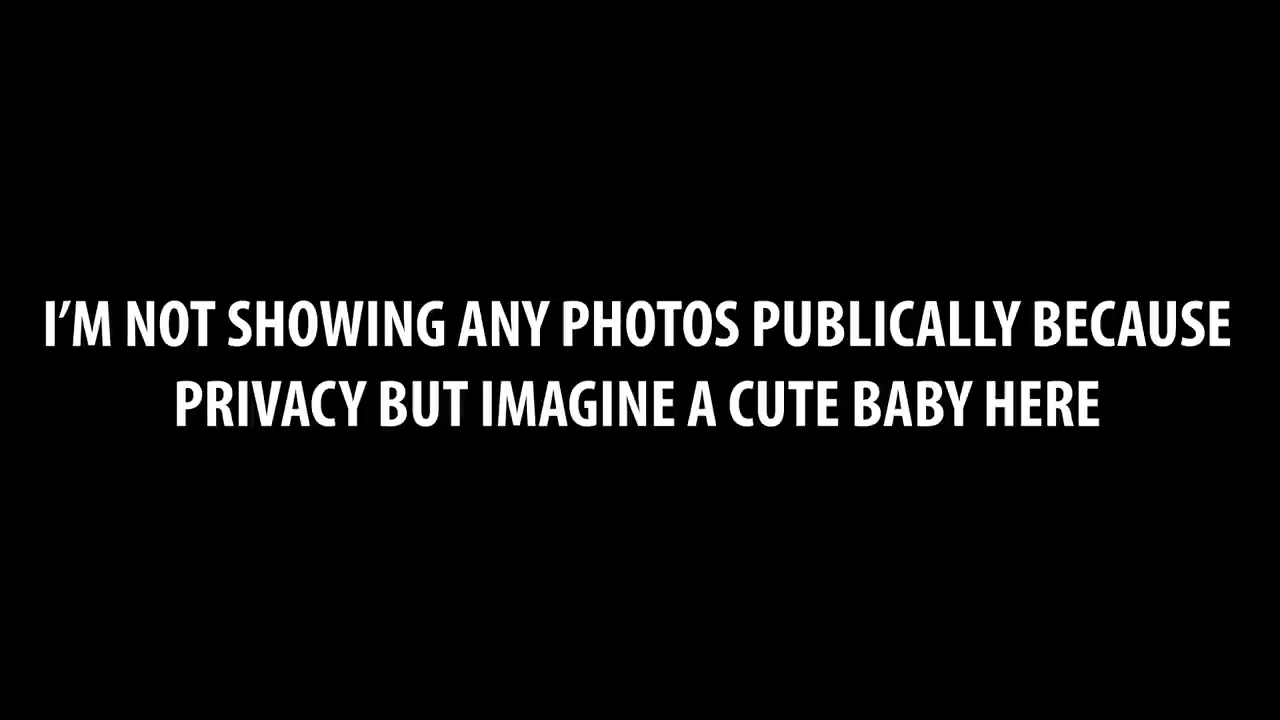 I'M NOT SHOWING ANY PHOTOS PUBLICALLY BECAUSE
PRIVACY BUT IMAGINE A CUTE BABY HERE